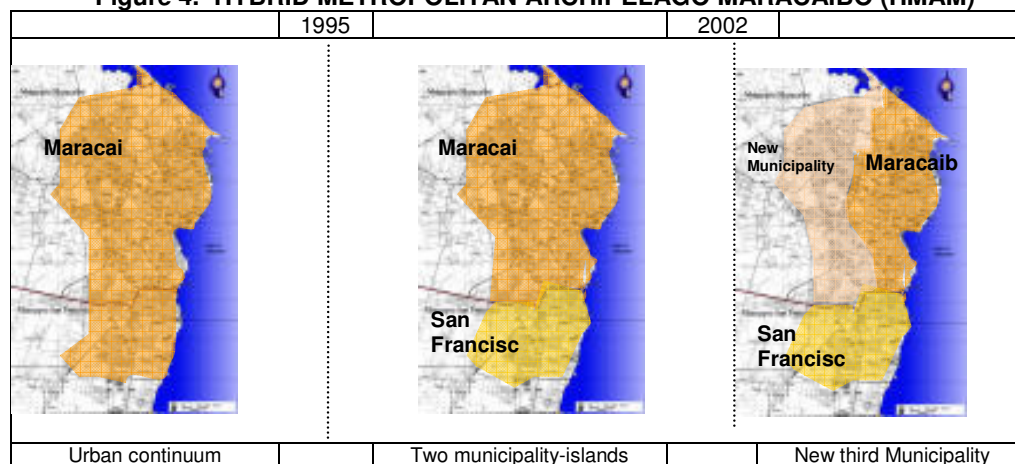 Figure 4. HYBRID METROPOLITAN ARCHIPELAGO MARACAIBO (HMAM)
1995 2002
Maracai
Maracai
San
Francisc
New
Municipality
Maracaib
San
Francisc
Urban continuum Two municipality-islands New third Municipality